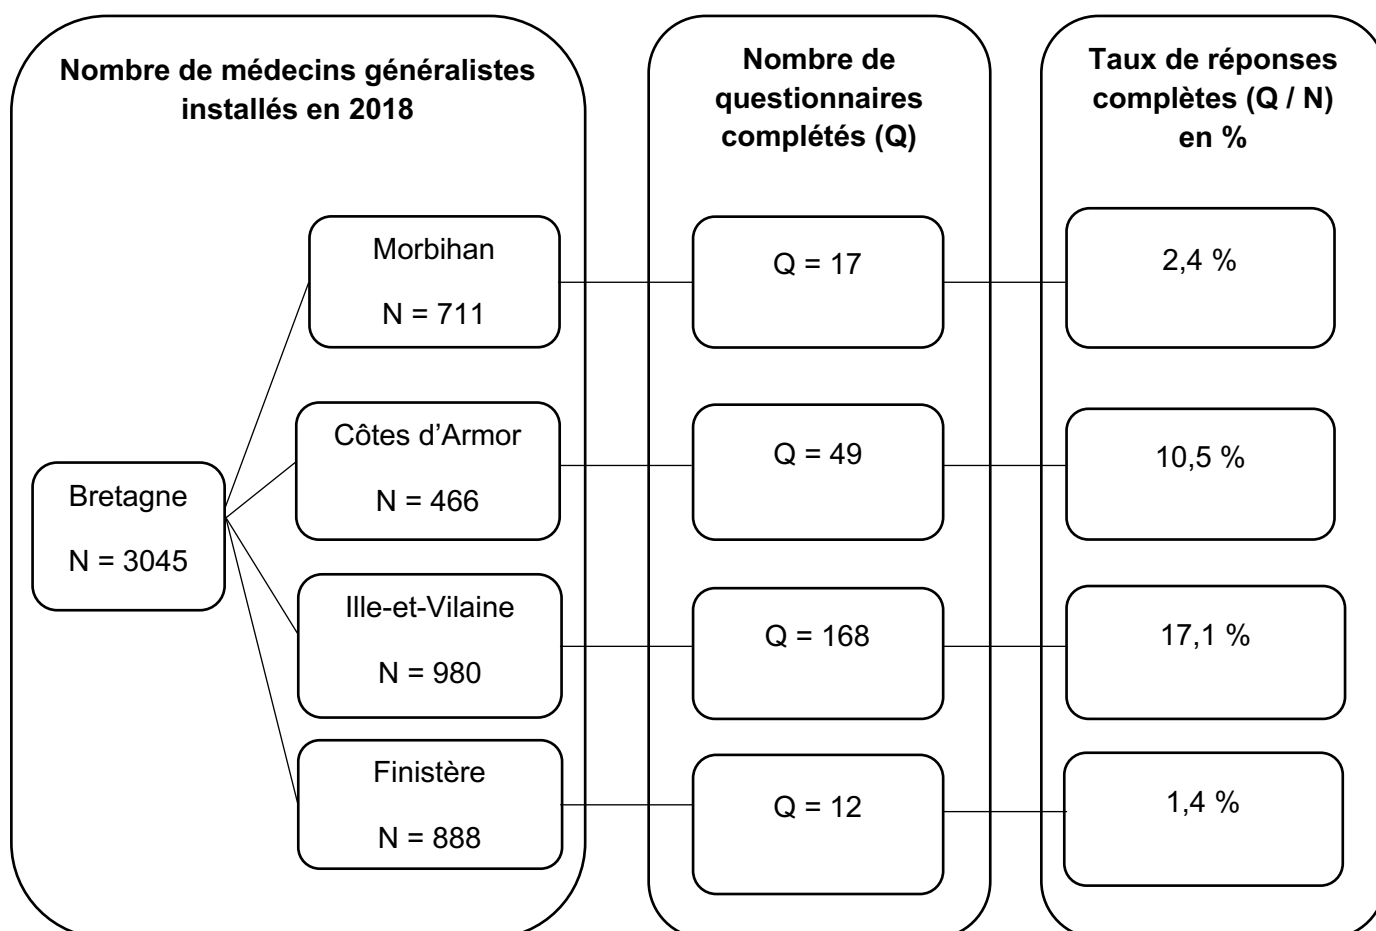 Nombre de médecins généralistes
installés en 2018
Nombre de
questionnaires
complétés (Q)
Taux de réponses
complètes (Q / N)
en %
Bretagne
N = 3045
Morbihan
N = 711
Q = 17
2,4 %
Côtes d’Armor
N = 466
Q = 49
10,5 %
Ille-et-Vilaine
N = 980
Q = 168
17,1 %
Finistère
N = 888
Q = 12
1,4 %